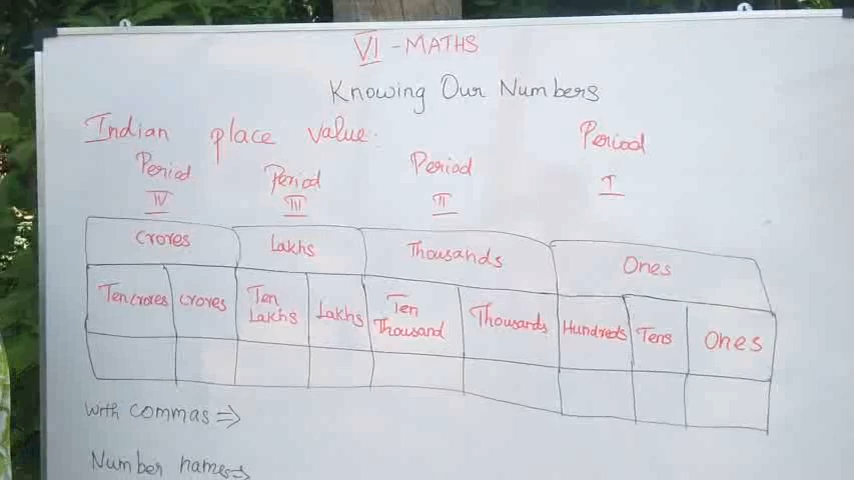 VI - MATHS
Knowing Our Numbers
Indian place value:
Period IV Period III Period II Period I
Crores Lakhs Thousands Ones
Ten Crores Crores Ten Lakhs Lakhs Ten Thousand Thousands Hundreds Tens Ones
With commas ⇒
Number names ⇒